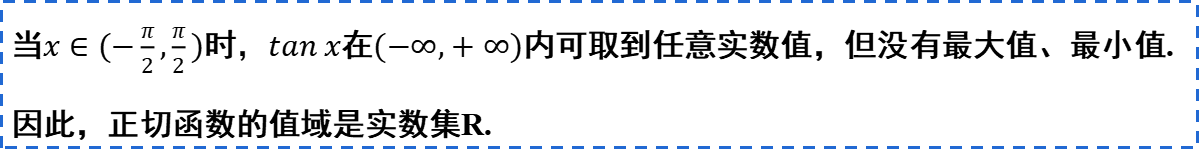 当x ∈ (−π/2, π/2)时，tan x在(−∞, + ∞)内可取到任意实数值，但没有最大值、最小值.
因此，正切函数的值域是实数集R.